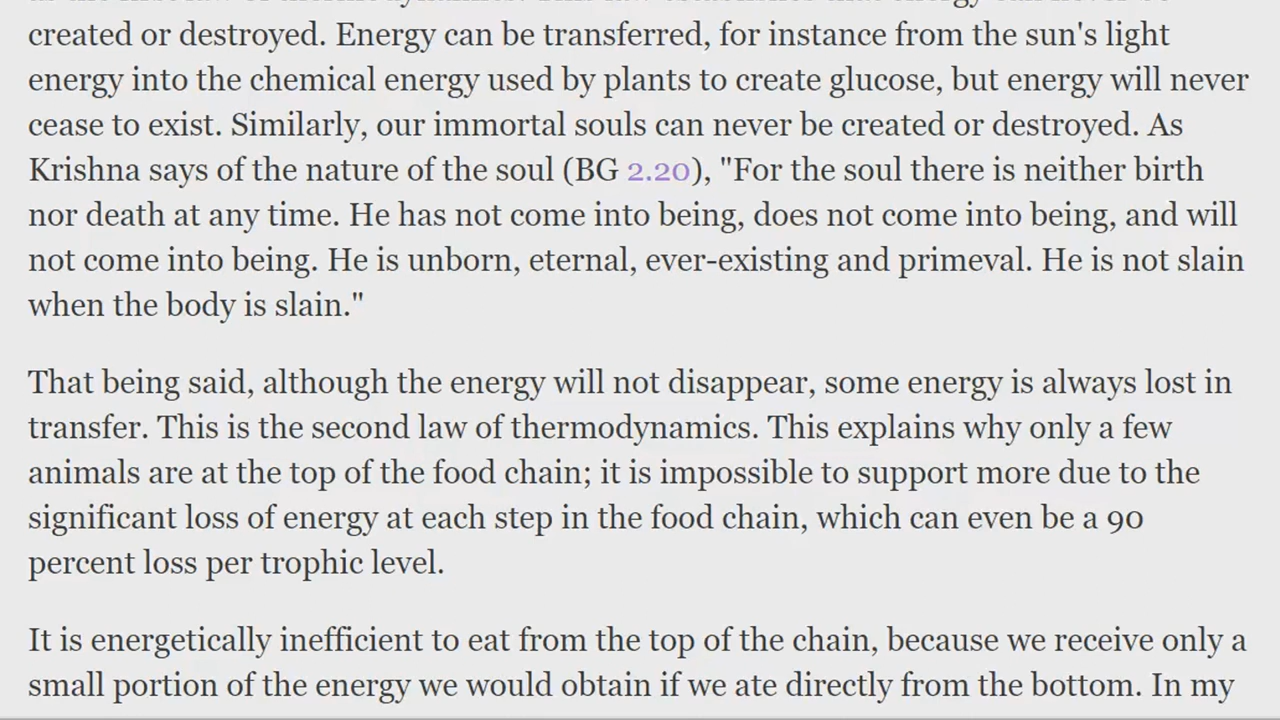 created or destroyed. Energy can be transferred, for instance from the sun's light
energy into the chemical energy used by plants to create glucose, but energy will never
cease to exist. Similarly, our immortal souls can never be created or destroyed. As
Krishna says of the nature of the soul (BG 2.20), "For the soul there is neither birth
nor death at any time. He has not come into being, does not come into being, and will
not come into being. He is unborn, eternal, ever-existing and primeval. He is not slain
when the body is slain."
That being said, although the energy will not disappear, some energy is always lost in
transfer. This is the second law of thermodynamics. This explains why only a few
animals are at the top of the food chain; it is impossible to support more due to the
significant loss of energy at each step in the food chain, which can even be a 90
percent loss per trophic level.
It is energetically inefficient to eat from the top of the chain, because we receive only a
small portion of the energy we would obtain if we ate directly from the bottom. In my